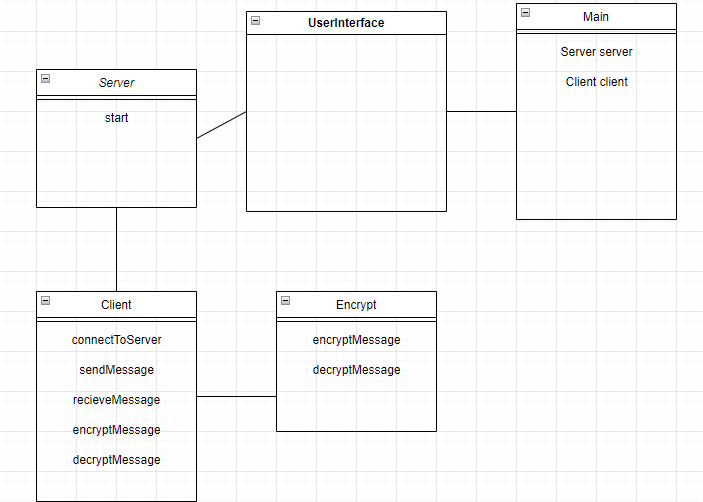 UserInterface
Main
Server server
Client client
Server
start
Client
connectToServer
sendMessage
recieveMessage
encryptMessage
decryptMessage
Encrypt
encryptMessage
decryptMessage